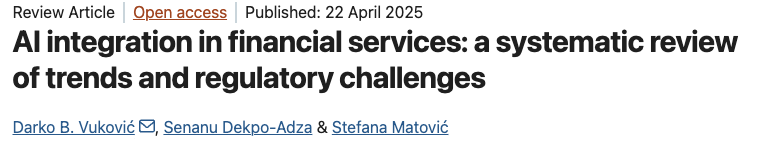 Review Article | Open access | Published: 22 April 2025
AI integration in financial services: a systematic review
of trends and regulatory challenges
Darko B. Vuković, Senanu Dekpo-Adza & Stefana Matović